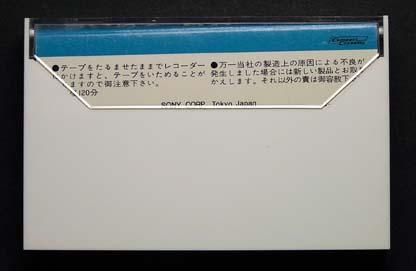 Compact Cassette
●テープをたるませたままでレコーダー
かけますと、テープをいためることが
ますので御注意下さい。
120分
●万一当社の製造上の原因による不良が
発生しました場合には新しい製品とお取
かえします。それ以外の責は御容赦下
SONY CORP. Tokyo Japan